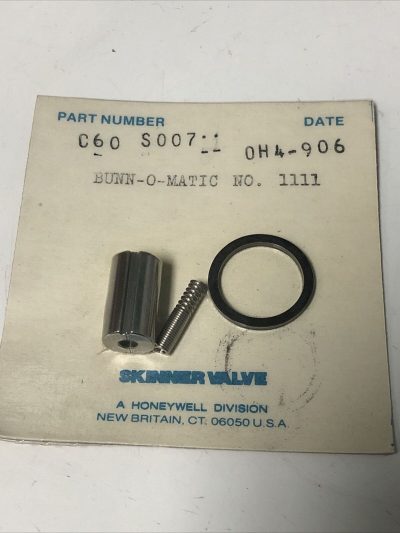 PART NUMBER DATE
C60 S007 0H4-906
BUNN-O-MATIC NO. 1111
SKINNER VALVE
A HONEYWELL DIVISION
NEW BRITAIN, CT. 06050 U.S.A.